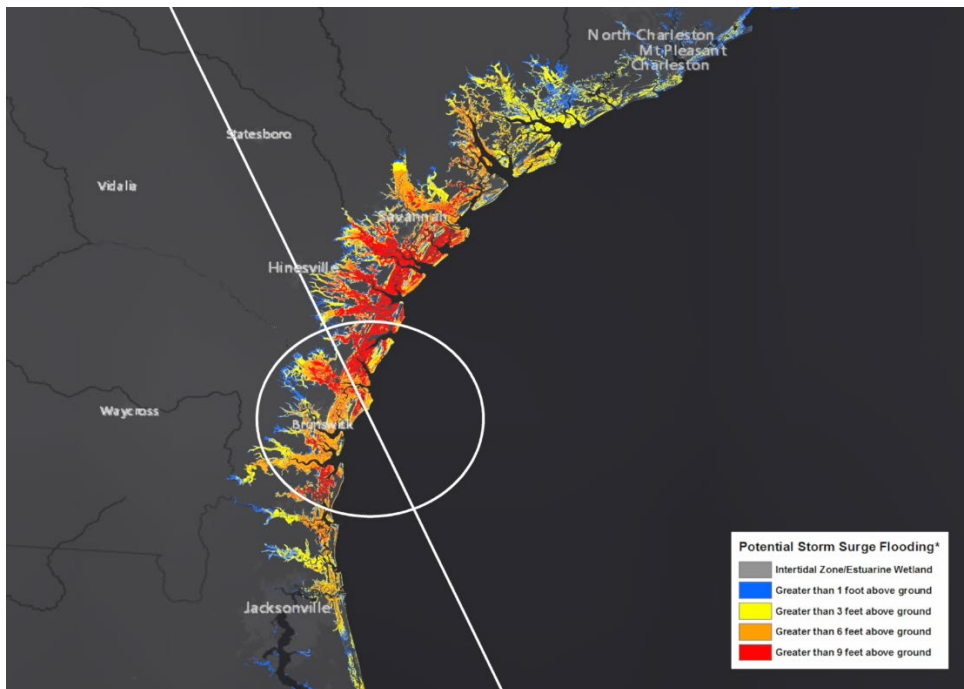 North Charleston
Mt Pleasant
Charleston
Statesboro
Vidalia
Savannah
Hinesville
Waycross
Brunswick
Jacksonville
Potential Storm Surge Flooding*
Intertidal Zone/Estuarine Wetland
Greater than 1 foot above ground
Greater than 3 feet above ground
Greater than 6 feet above ground
Greater than 9 feet above ground